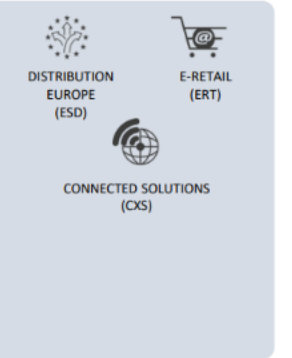 DISTRIBUTION
EUROPE
(ESD)
@
E-RETAIL
(ERT)
CONNECTED SOLUTIONS
(CXS)